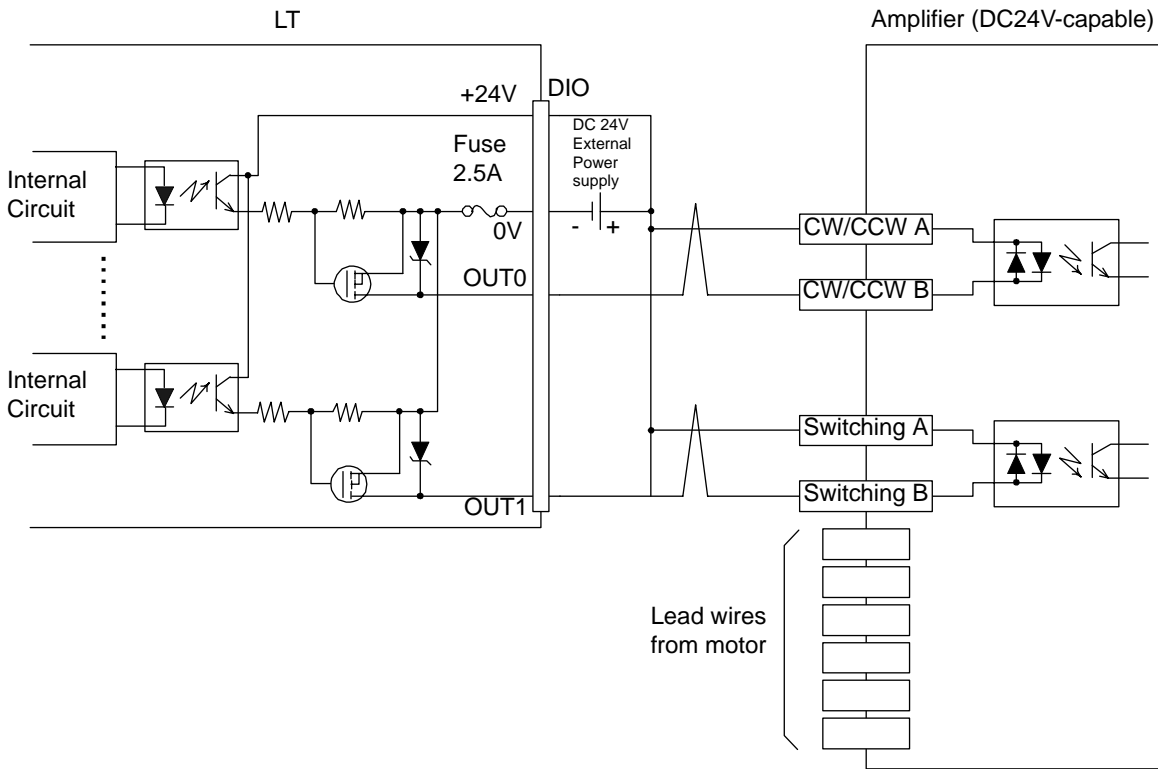 LT
Amplifier (DC24V-capable)
+24V
DIO
DC 24V
External
Power
supply
Fuse
2.5A
Internal
Circuit
0V
- +
CW/CCW A
OUT0
CW/CCW B
Internal
Circuit
Switching A
Switching B
OUT1
Lead wires
from motor